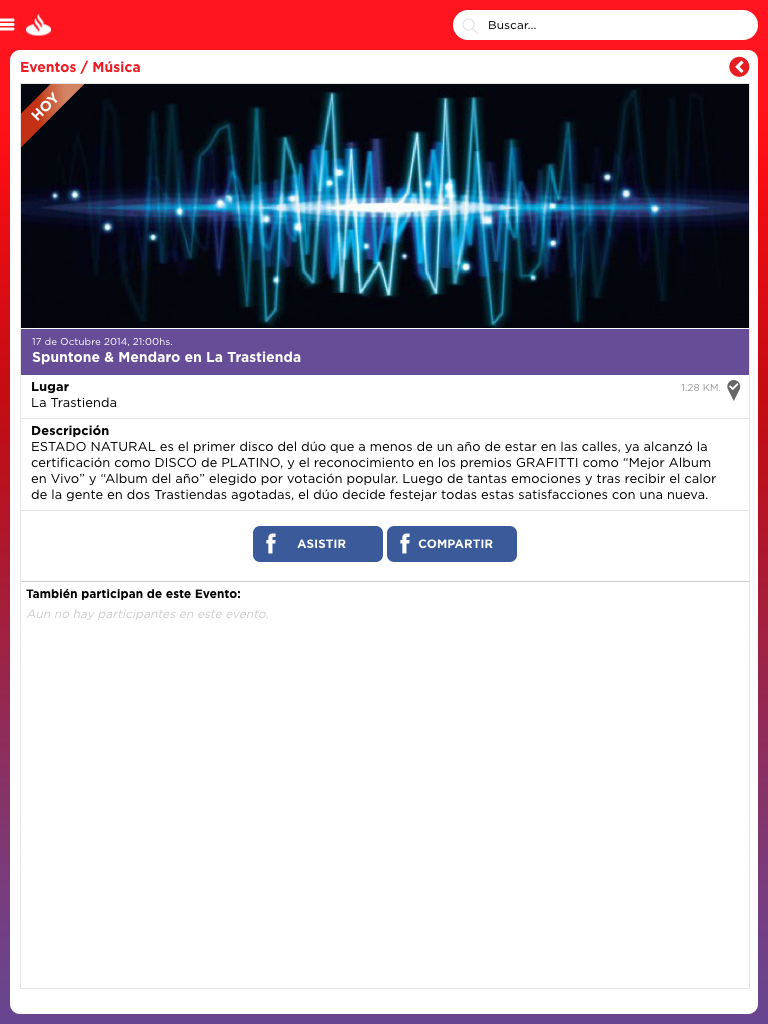 Buscar...
Eventos / Música
HOY
17 de Octubre 2014, 21:00hs.
Spuntone & Mendaro en La Trastienda
Lugar
1.28 KM.
La Trastienda
Descripción
ESTADO NATURAL es el primer disco del dúo que a menos de un año de estar en las calles, ya alcanzó la
certificación como DISCO de PLATINO, y el reconocimiento en los premios GRAFITTI como “Mejor Album
en Vivo” y “Album del año” elegido por votación popular. Luego de tantas emociones y tras recibir el calor
de la gente en dos Trastiendas agotadas, el dúo decide festejar todas estas satisfacciones con una nueva.
ASISTIR
COMPARTIR
También participan de este Evento:
Aun no hay participantes en este evento.